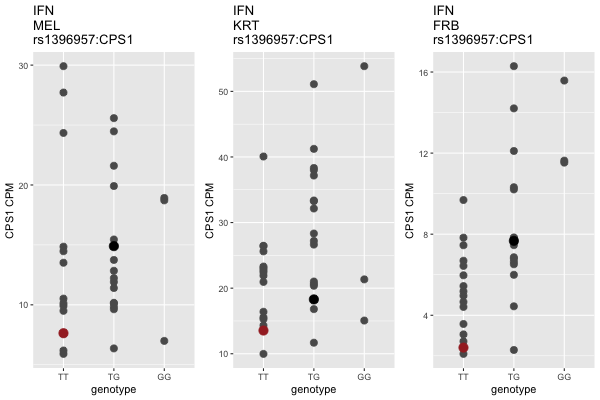 IFN
MEL
rs1396957:CPS1
30
20
10
CPS1 CPM
TT TG GG
genotype
IFN
KRT
rs1396957:CPS1
50
40
30
20
10
CPS1 CPM
TT TG GG
genotype
IFN
FRB
rs1396957:CPS1
16
12
8
4
CPS1 CPM
TT TG GG
genotype